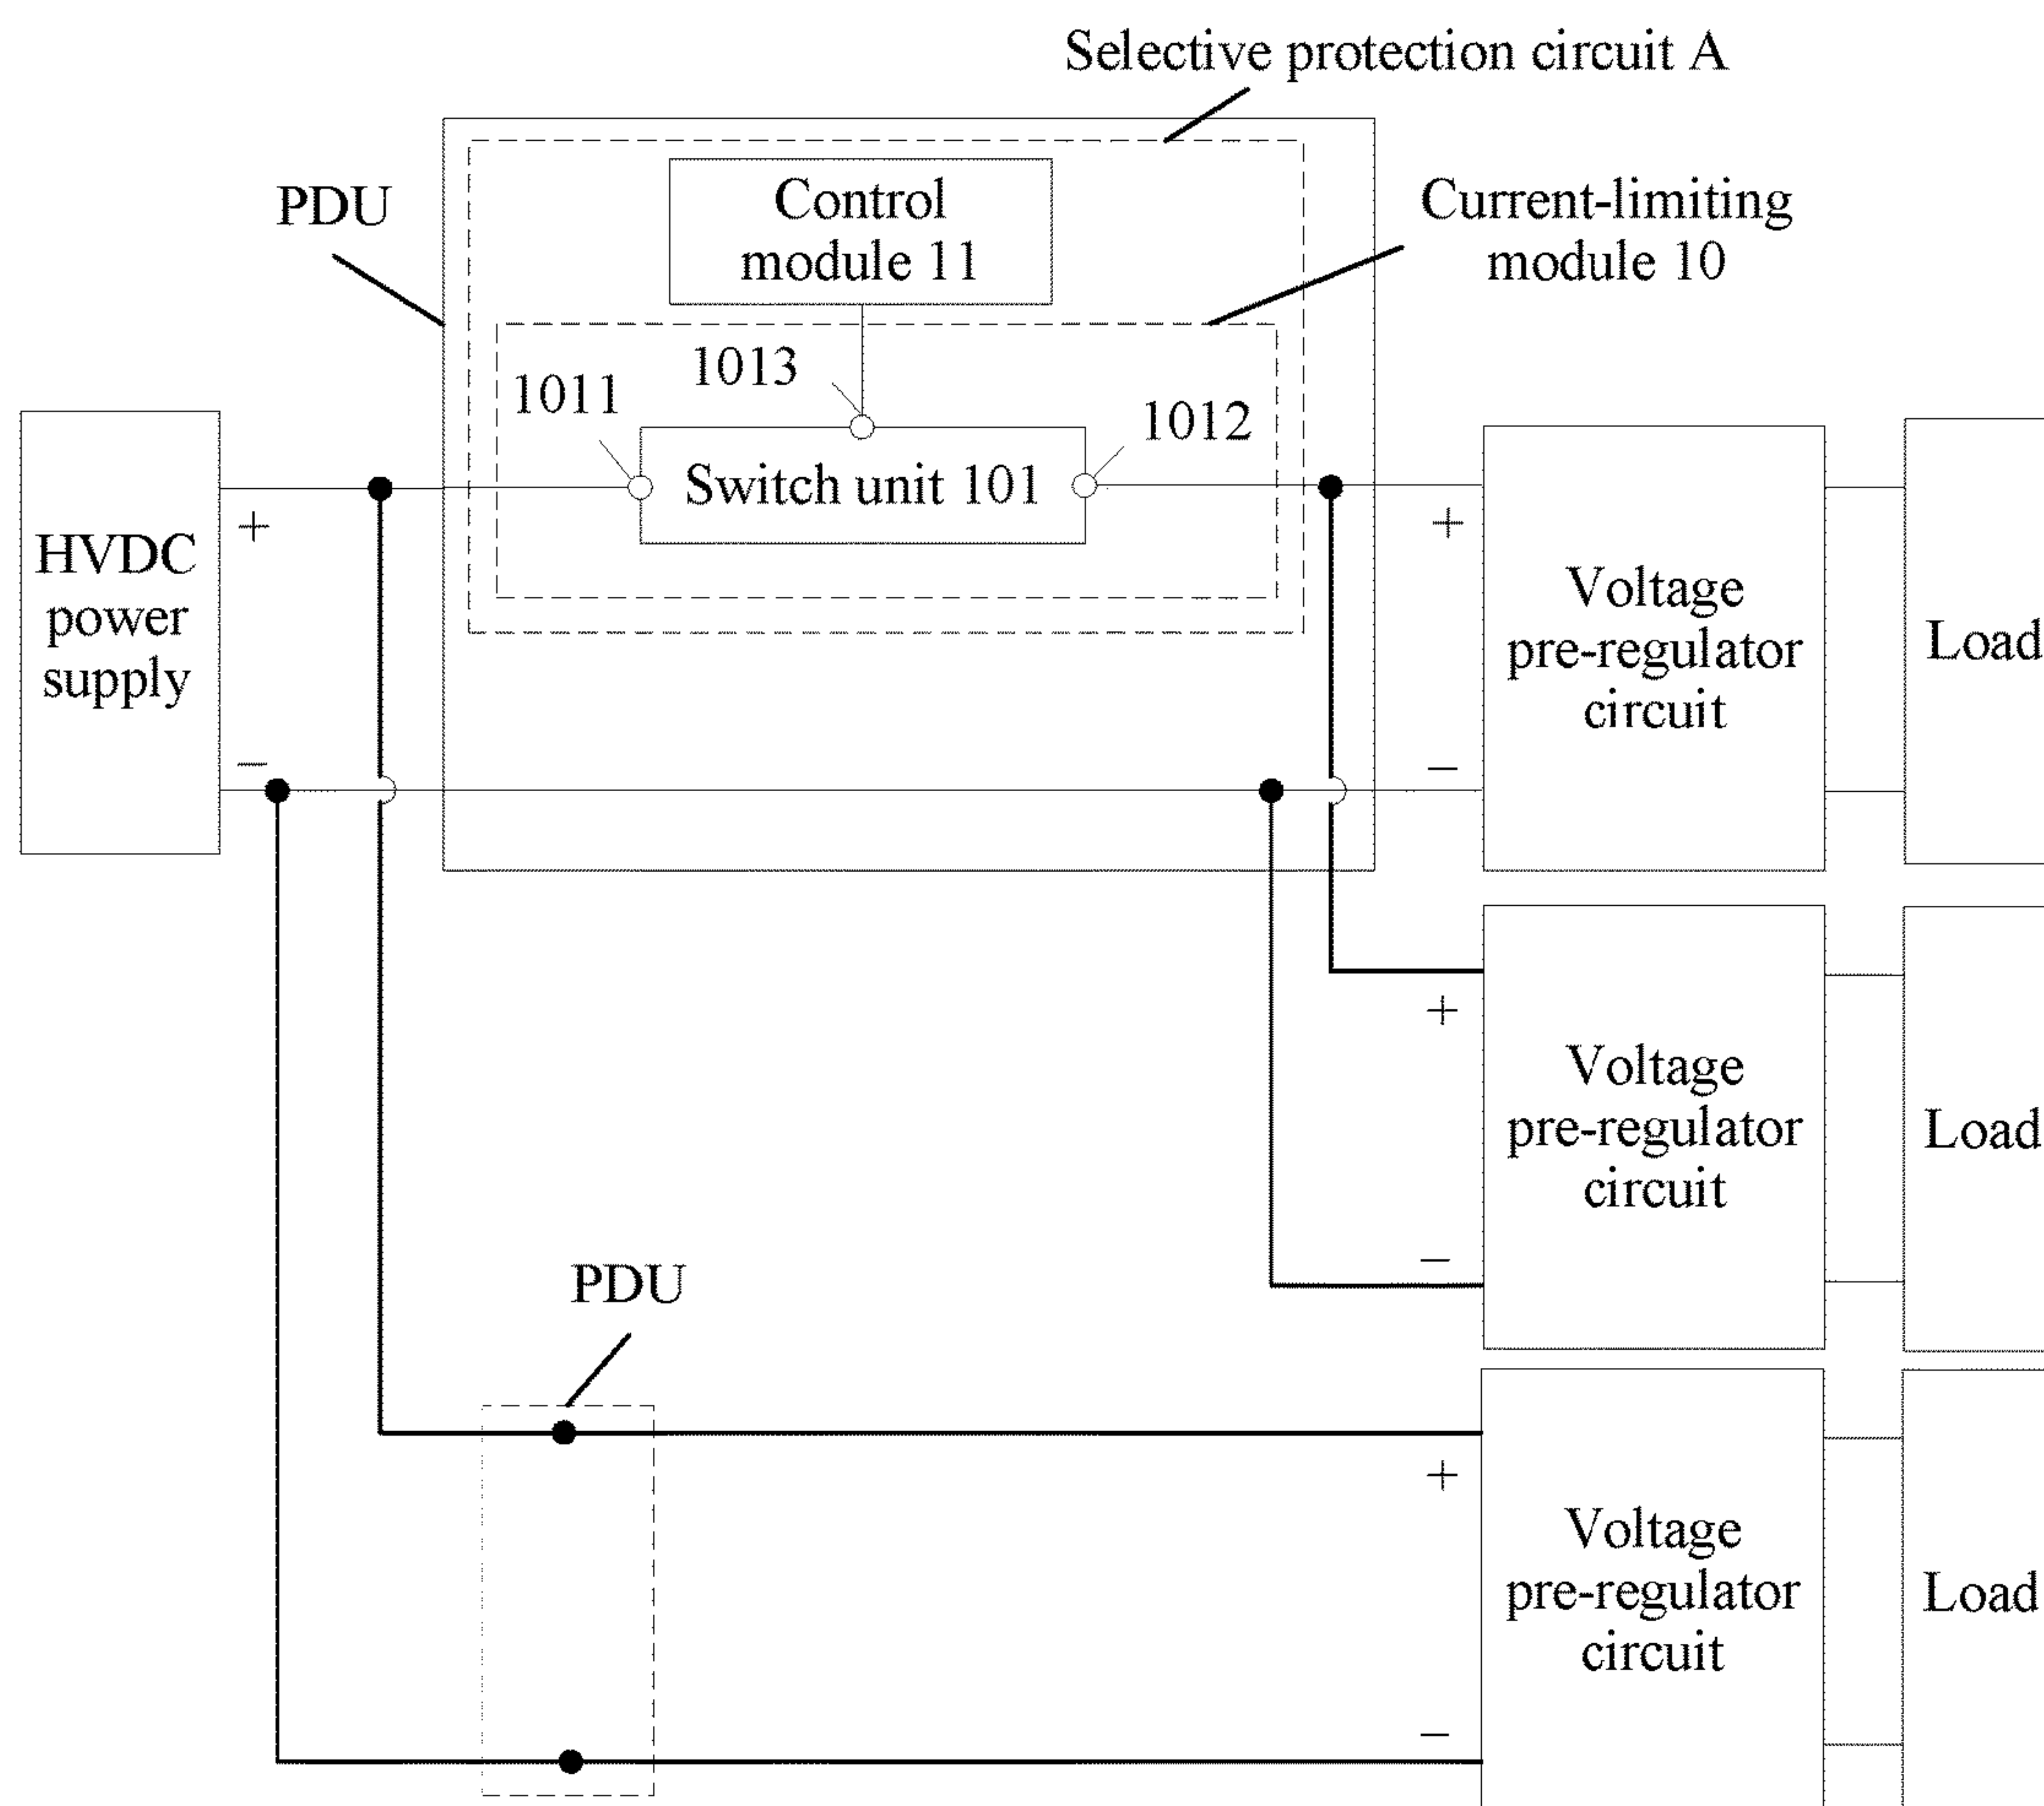 Selective protection circuit A
PDU
Control
module 11
Current-limiting
module 10
1011
1013
1012
Switch unit 101
HVDC
power
supply
+
−
+
−
Voltage
pre-regulator
circuit
Load
+
−
Voltage
pre-regulator
circuit
Load
PDU
+
−
Voltage
pre-regulator
circuit
Load